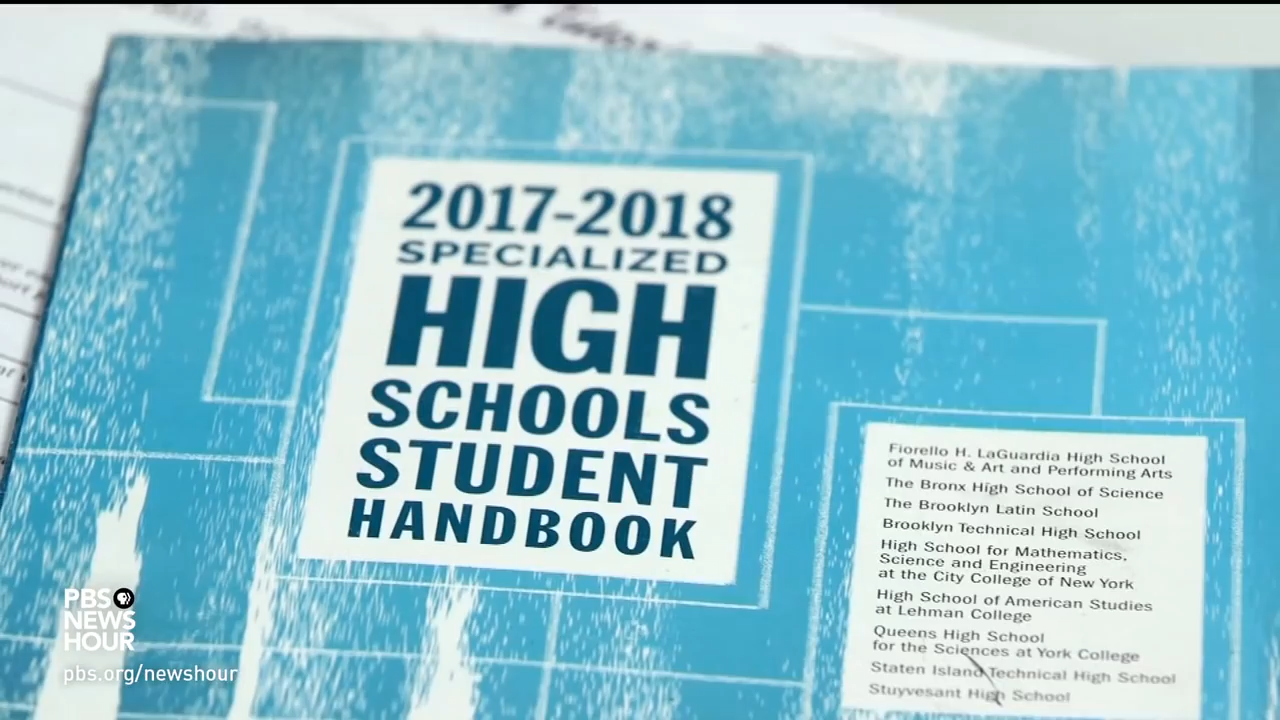 2017-2018
SPECIALIZED
HIGH
SCHOOLS
STUDENT
HANDBOOK
Fiorello H. LaGuardia High School
of Music & Art and Performing Arts
The Bronx High School of Science
The Brooklyn Latin School
Brooklyn Technical High School
High School for Mathematics,
Science and Engineering
at the City College of New York
High School of American Studies
at Lehman College
Queens High School
for the Sciences at York College
Staten Island Technical High School
Stuyvesant High School
PBS
NEWS
HOUR
pbs.org/newshour